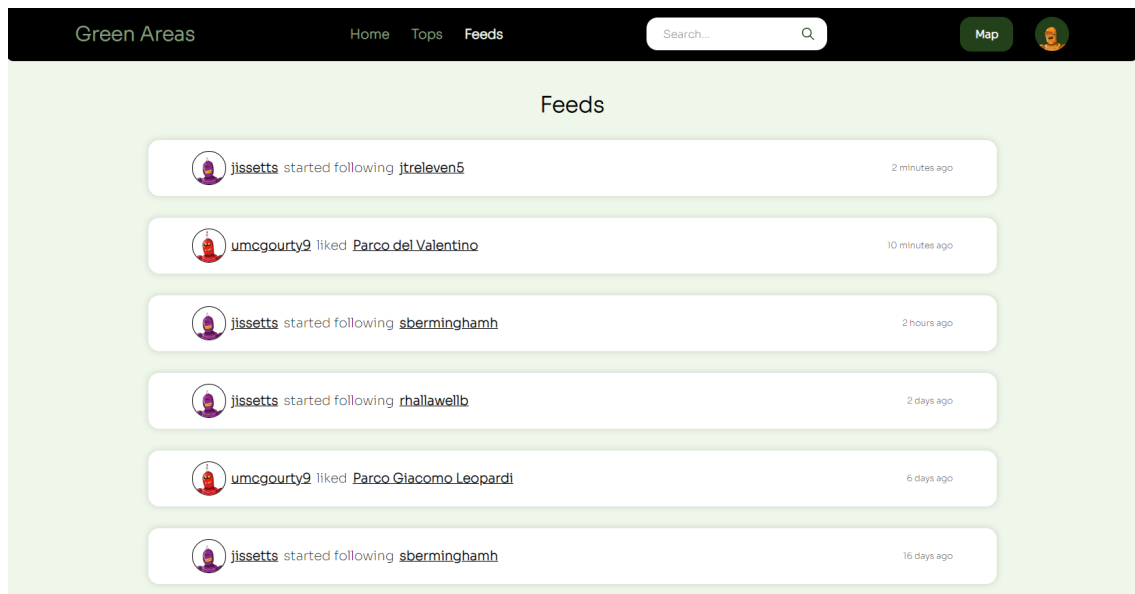 Green Areas Home Tops Feeds Search... Map
Feeds
jissetts started following jtreleven5 2 minutes ago
umcgourty9 liked Parco del Valentino 10 minutes ago
jissetts started following sberminghamh 2 hours ago
jissetts started following rhallawellb 2 days ago
umcgourty9 liked Parco Giacomo Leopardi 6 days ago
jissetts started following sberminghamh 16 days ago